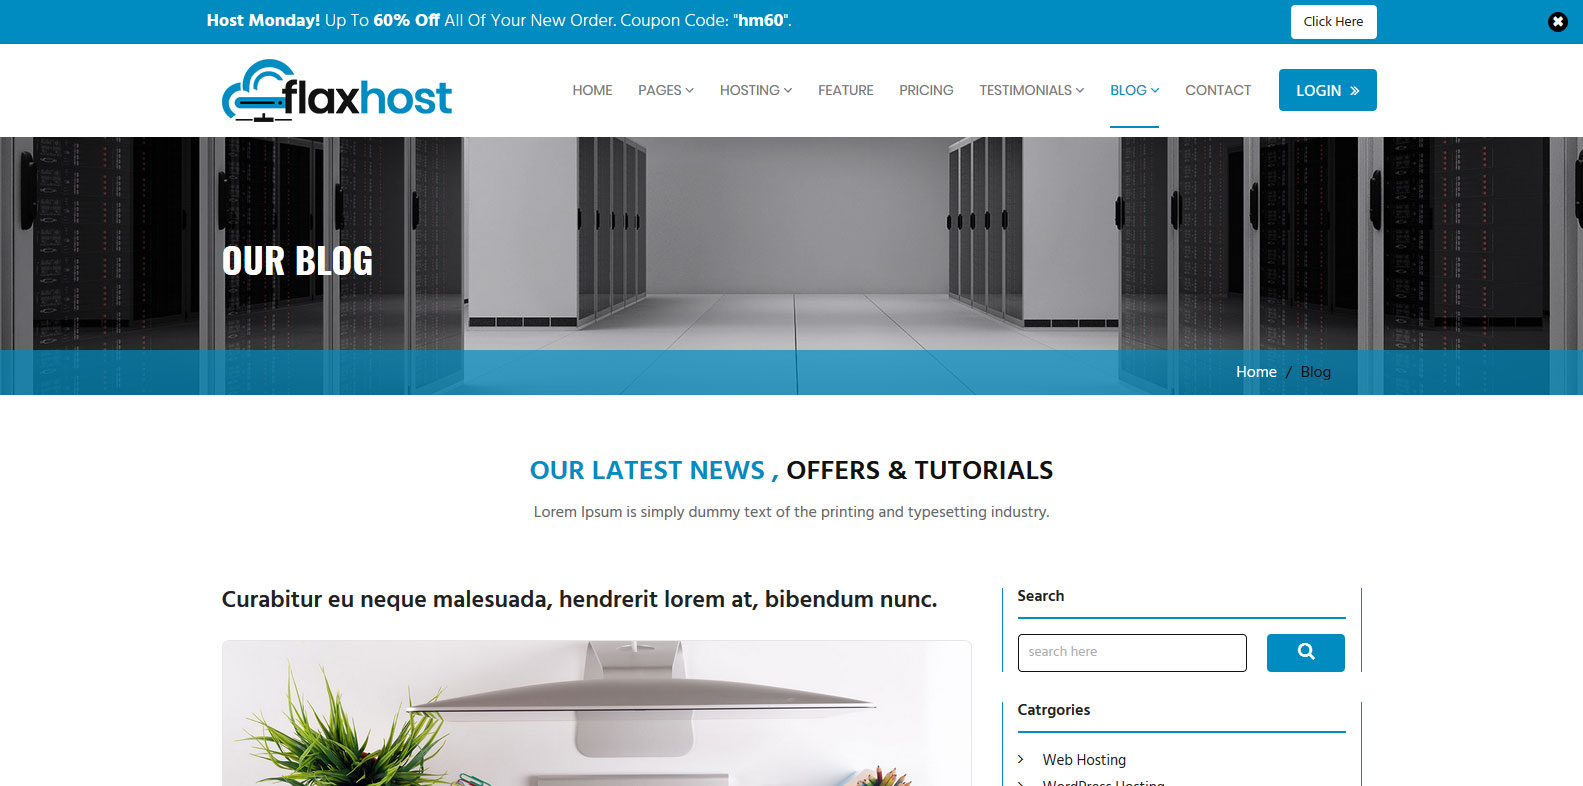 Host Monday! Up To 60% Off All Of Your New Order. Coupon Code: "hm60".
Click Here
flaxhost
HOME PAGES HOSTING FEATURE PRICING TESTIMONIALS BLOG CONTACT LOGIN »
OUR BLOG
Home / Blog
OUR LATEST NEWS , OFFERS & TUTORIALS
Lorem Ipsum is simply dummy text of the printing and typesetting industry.
Curabitur eu neque malesuada, hendrerit lorem at, bibendum nunc.
Search
search here
Catrgories
Web Hosting
WordPress Hosting